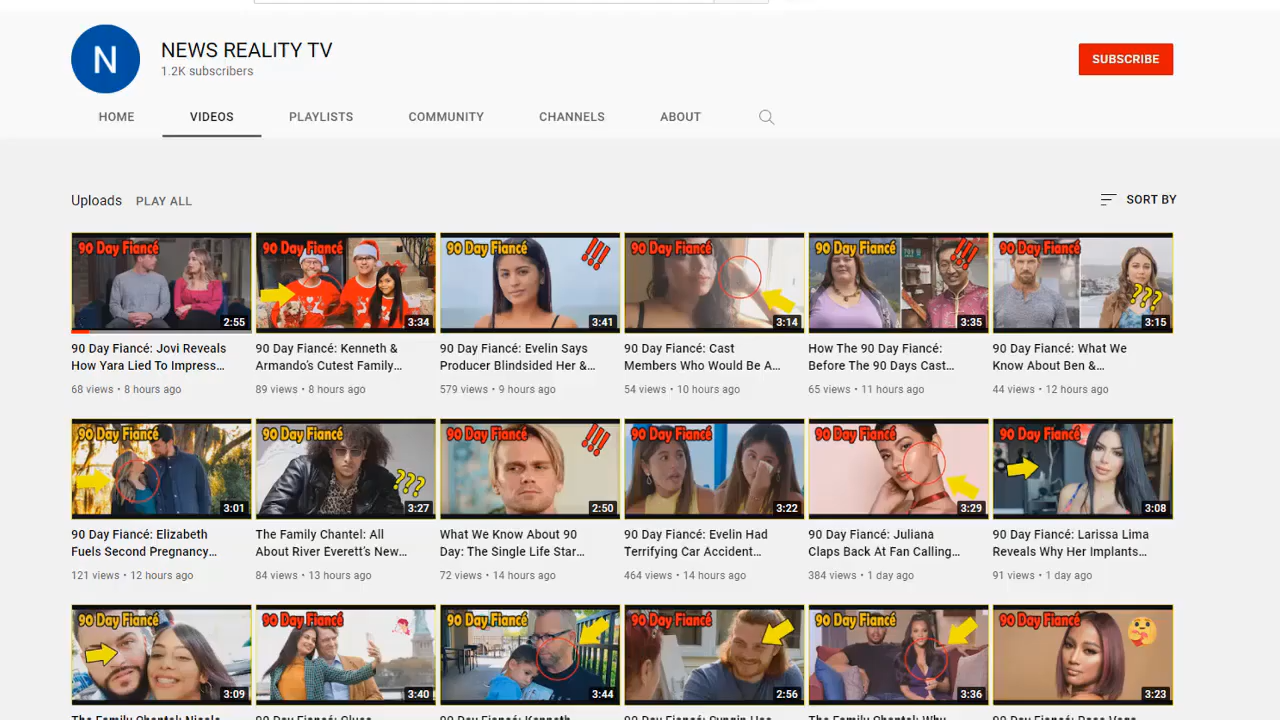 N
NEWS REALITY TV
1.2K subscribers
SUBSCRIBE
HOME VIDEOS PLAYLISTS COMMUNITY CHANNELS ABOUT
Uploads PLAY ALL
SORT BY
90 Day Fiancé
2:55
90 Day Fiancé: Jovi Reveals
How Yara Lied To Impress…
68 views • 8 hours ago
90 Day Fiancé
3:34
90 Day Fiancé: Kenneth &
Armando's Cutest Family…
89 views • 8 hours ago
90 Day Fiancé !!!
3:41
90 Day Fiancé: Evelin Says
Producer Blindsided Her &…
579 views • 9 hours ago
90 Day Fiancé
3:14
90 Day Fiancé: Cast
Members Who Would Be A…
54 views • 10 hours ago
90 Day Fiancé !!!
3:35
How The 90 Day Fiancé:
Before The 90 Days Cast…
65 views • 11 hours ago
90 Day Fiancé
???
3:15
90 Day Fiancé: What We
Know About Ben &…
44 views • 12 hours ago
90 Day Fiancé
3:01
90 Day Fiancé: Elizabeth
Fuels Second Pregnancy…
121 views • 12 hours ago
90 Day Fiancé
???
3:27
The Family Chantel: All
About River Everett's New…
84 views • 13 hours ago
90 Day Fiancé !!!
2:50
What We Know About 90
Day: The Single Life Star…
72 views • 14 hours ago
90 Day Fiancé
3:22
90 Day Fiancé: Evelin Had
Terrifying Car Accident…
464 views • 14 hours ago
90 Day Fiancé
3:29
90 Day Fiancé: Juliana
Claps Back At Fan Calling…
384 views • 1 day ago
90 Day Fiancé
3:08
90 Day Fiancé: Larissa Lima
Reveals Why Her Implants…
91 views • 1 day ago
90 Day Fiancé
3:09
90 Day Fiancé
3:40
90 Day Fiancé
3:44
90 Day Fiancé
2:56
90 Day Fiancé
3:36
90 Day Fiancé
3:23